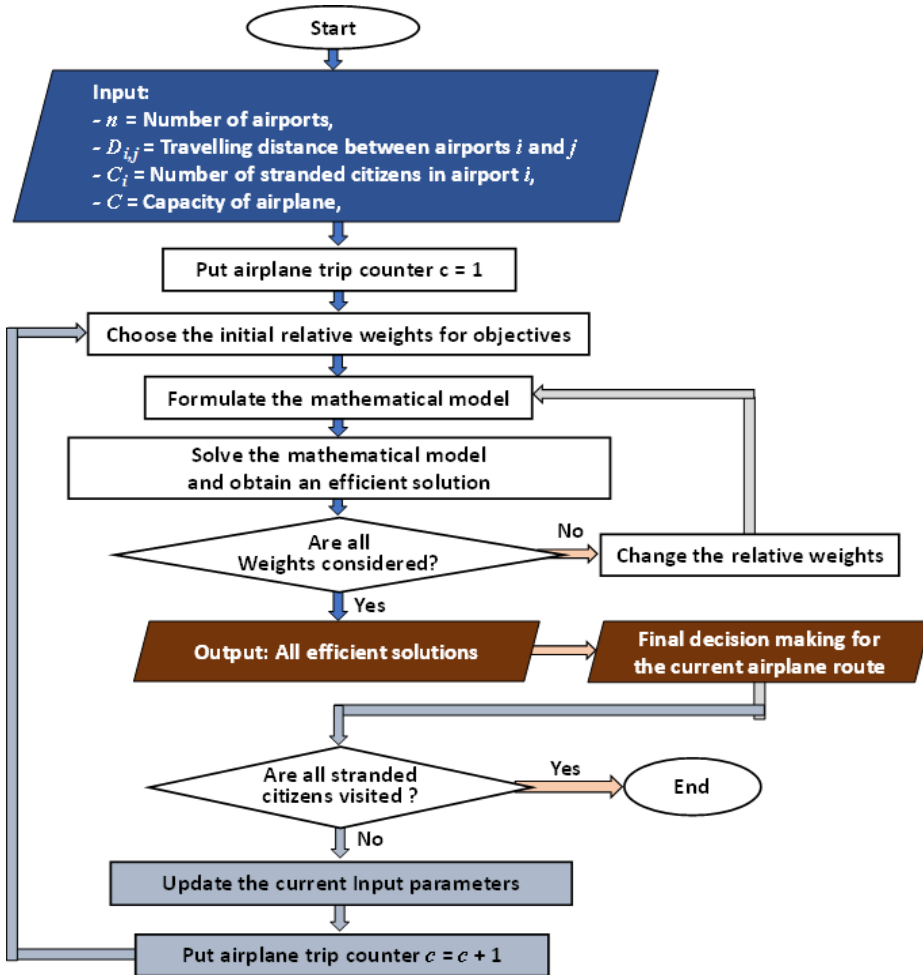 Start
Input:
- n = Number of airports,
- D_{i,j} = Travelling distance between airports i and j
- C_i = Number of stranded citizens in airport i,
- C = Capacity of airplane,
Put airplane trip counter c = 1
Choose the initial relative weights for objectives
Formulate the mathematical model
Solve the mathematical model
and obtain an efficient solution
Are all
Weights considered?
No
Change the relative weights
Yes
Output: All efficient solutions
Final decision making for
the current airplane route
Are all stranded
citizens visited ?
Yes
End
No
Update the current Input parameters
Put airplane trip counter c = c + 1